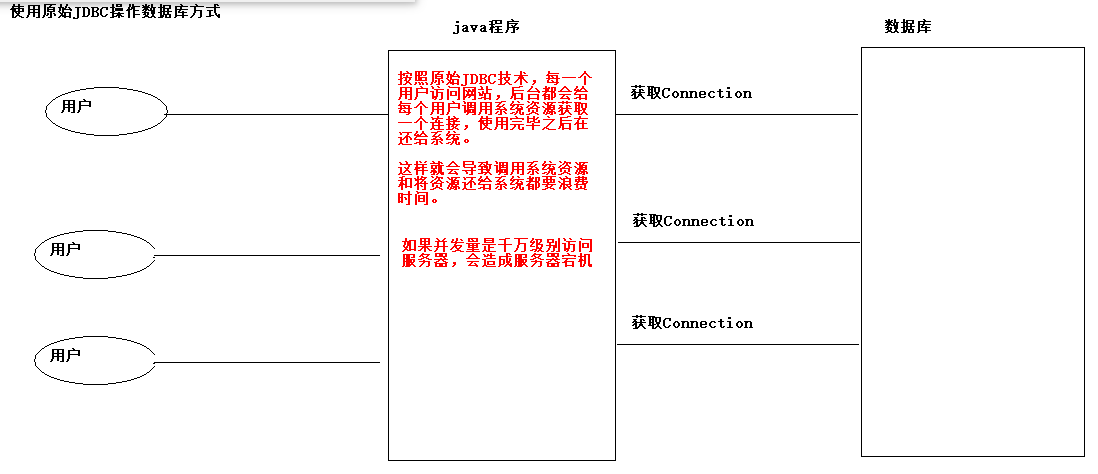 使用原始JDBC操作数据库方式
java程序
数据库
按照原始JDBC技术，每一个
用户访问网站，后台都会给
每个用户调用系统资源获取
一个连接，使用完毕之后在
还给系统。
这样就会导致调用系统资源
和将资源还给系统都要浪费
时间。
如果并发量是千万级别访问
服务器，会造成服务器宕机
用户
获取Connection
用户
获取Connection
用户
获取Connection